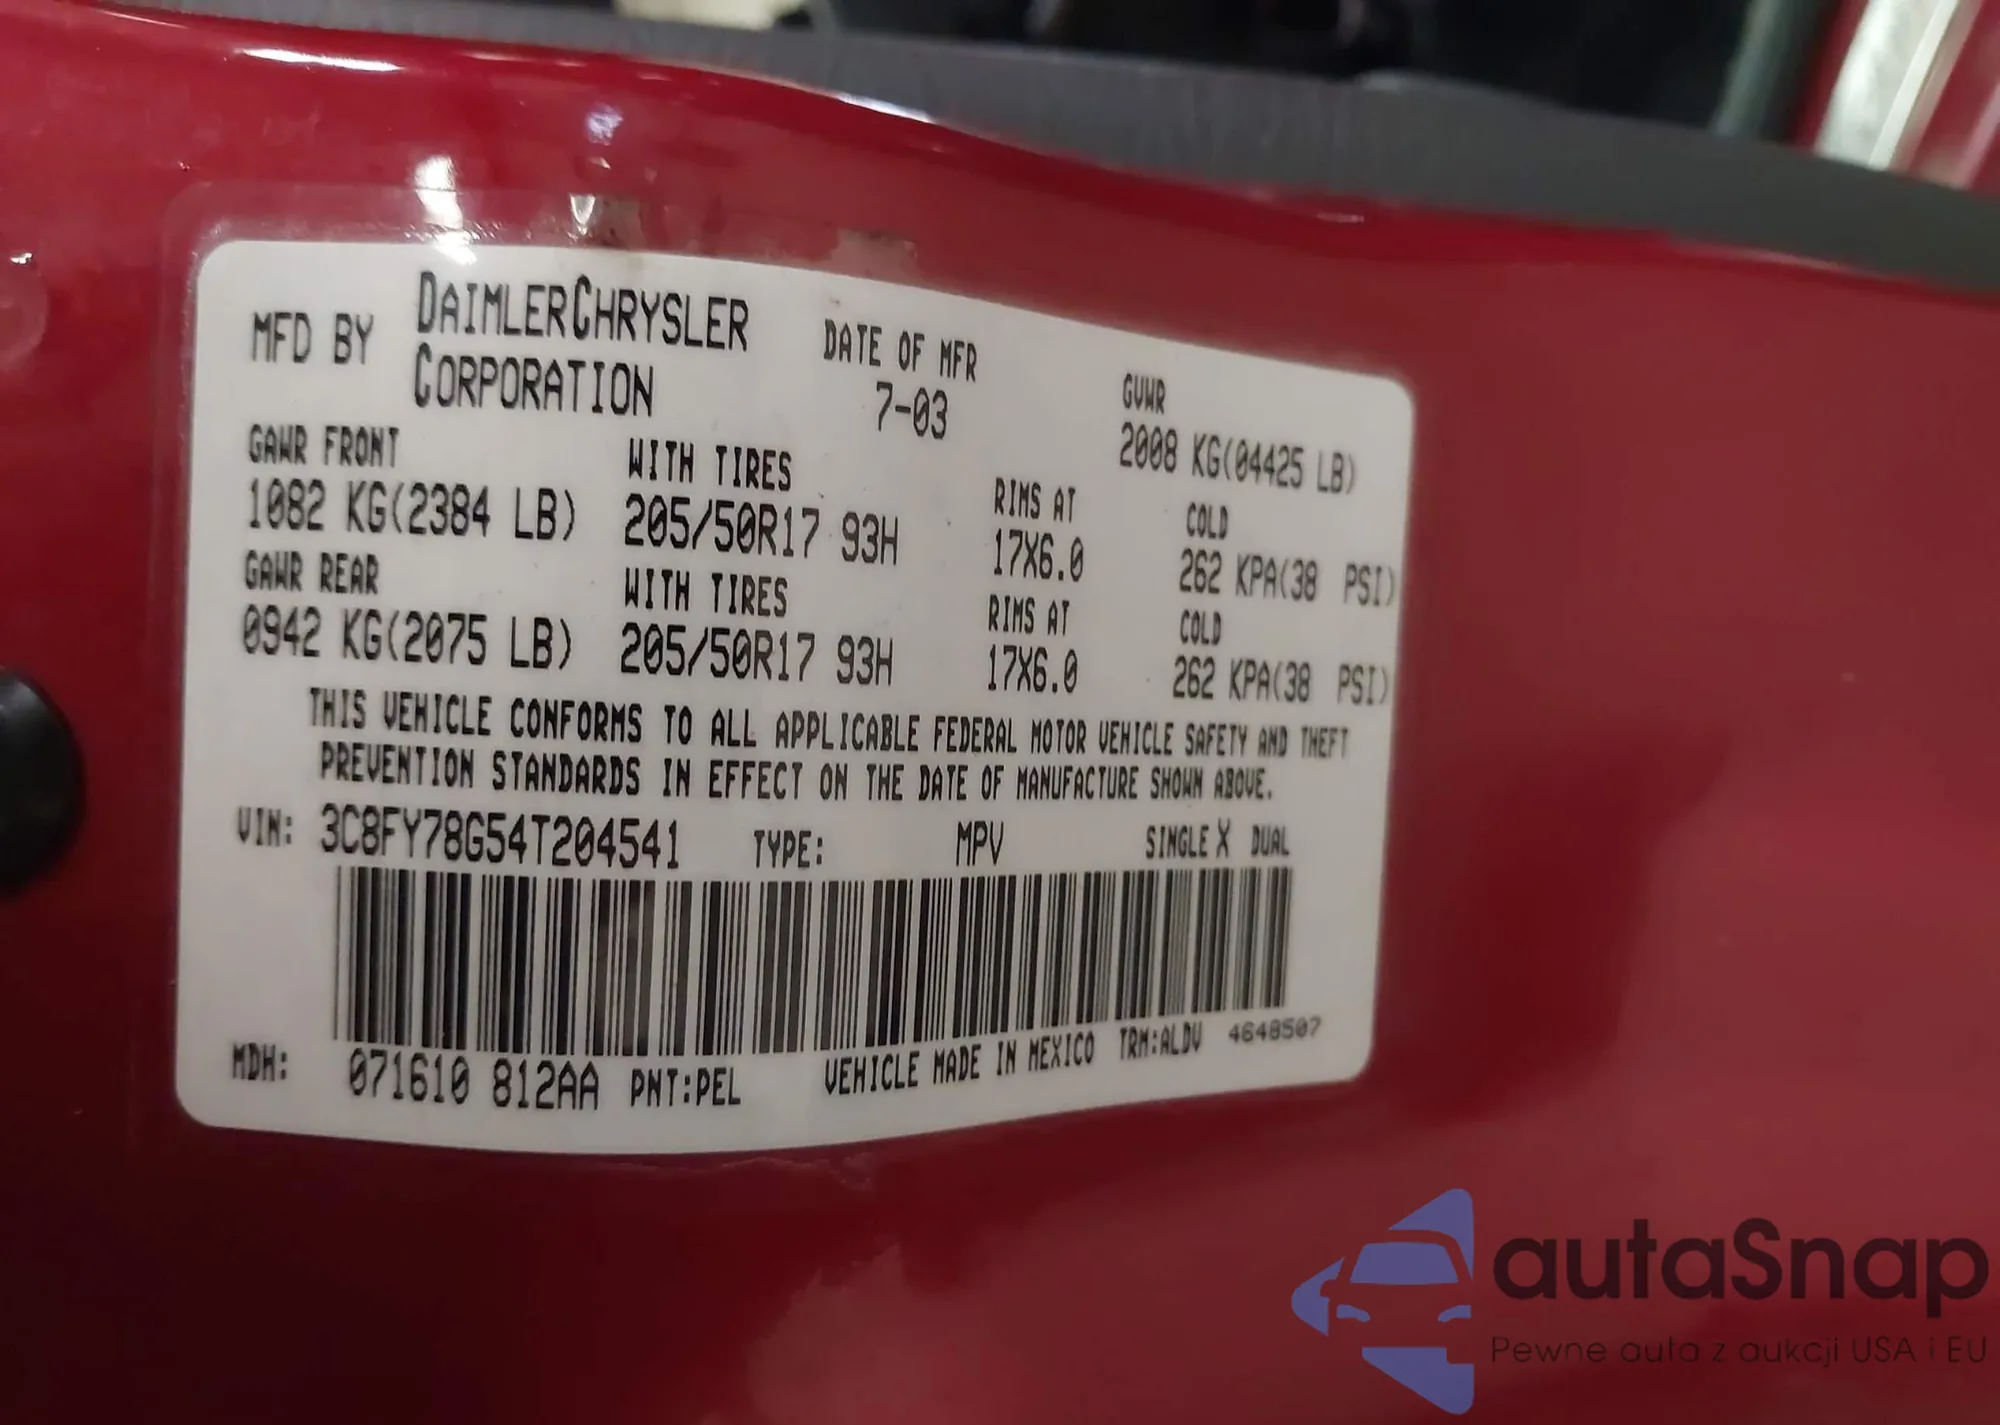 MFD BY DAIMLERCHRYSLER CORPORATION
DATE OF MFR 7-03
GVWR 2008 KG(04425 LB)
GAWR FRONT WITH TIRES RIMS AT COLD
1082 KG(2384 LB) 205/50R17 93H 17X6.0 262 KPA(38 PSI)
GAWR REAR WITH TIRES RIMS AT COLD
0942 KG(2075 LB) 205/50R17 93H 17X6.0 262 KPA(38 PSI)
THIS VEHICLE CONFORMS TO ALL APPLICABLE FEDERAL MOTOR VEHICLE SAFETY AND THEFT
PREVENTION STANDARDS IN EFFECT ON THE DATE OF MANUFACTURE SHOWN ABOVE.
VIN: 3C8FY78G54T204541 TYPE: MPV SINGLE X DUAL
MDH: 071610 812AA PNT:PEL VEHICLE MADE IN MEXICO TRM:ALDV 4648507
autaSnap
Pewne auta z aukcji USA i EU